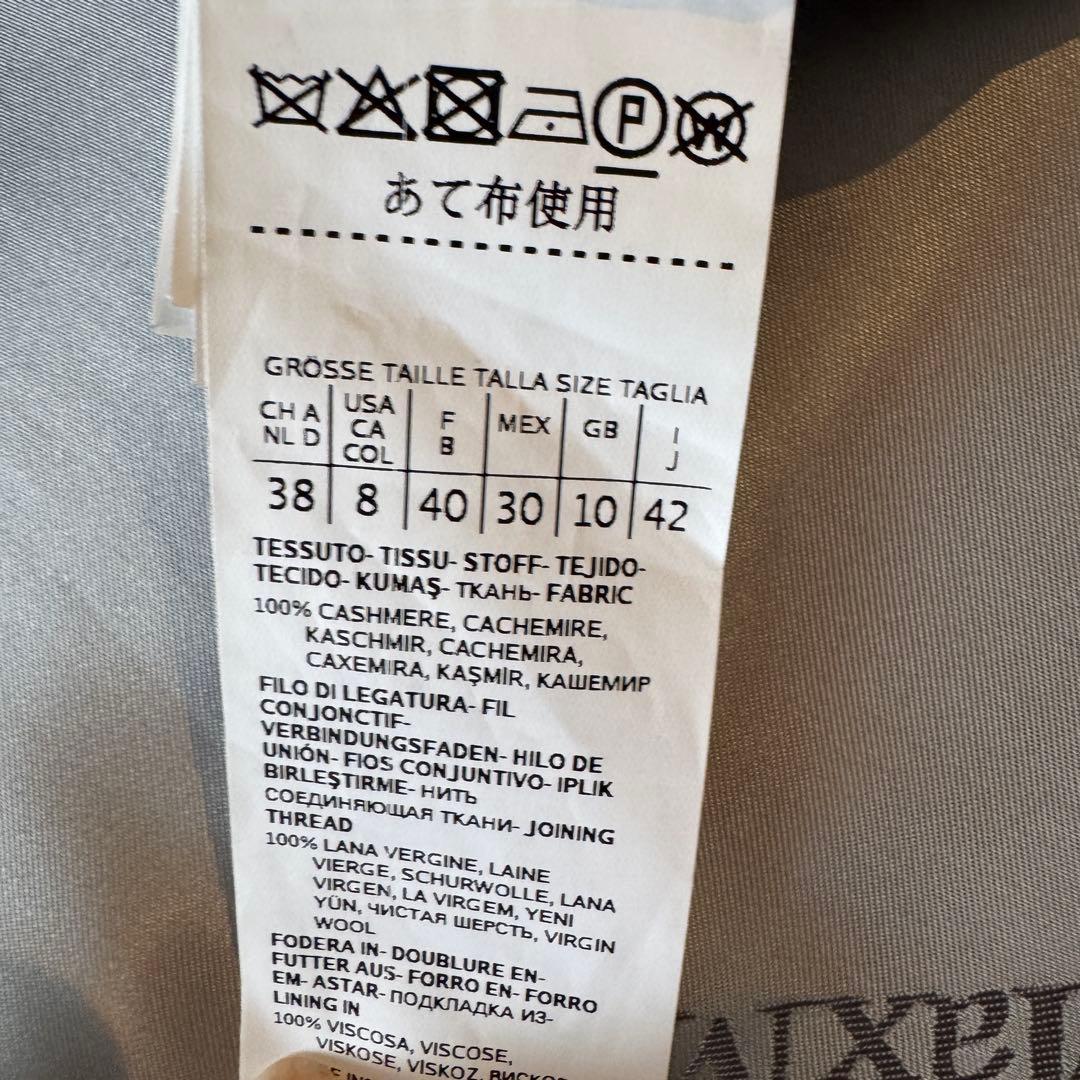 P W
あて布使用
GRÖSSE TAILLE TALLA SIZE TAGLIA
CH A NL D USA CA COL F B MEX GB I J
38 8 40 30 10 42
TESSUTO- TISSU- STOFF- TEJIDO-
TECIDO- KUMAŞ- ТКАНЬ- FABRIC
100% CASHMERE, CACHEMIRE,
KASCHMIR, CACHEMIRA,
CAXEMIRA, KAŞMİR, КАШЕМИР
FILO DI LEGATURA- FIL
CONJONCTIF-
VERBINDUNGSFADEN- HILO DE
UNIÓN- FIOS CONJUNTIVO- IPLIK
BIRLEŞTIRME- НИТЬ
СОЕДИНЯЮЩАЯ ТКАНИ- JOINING
THREAD
100% LANA VERGINE, LAINE
VIERGE, SCHURWOLLE, LANA
VIRGEN, LA VIRGEM, YENI
YÜN, ЧИСТАЯ ШЕРСТЬ, VIRGIN
WOOL
FODERA IN- DOUBLURE EN-
FUTTER AUS- FORRO EN- FORRO
EM- ASTAR- ПОДКЛАДКА ИЗ-
LINING IN
100% VISCOSA, VISCOSE,
VISKOSE, VİSKOZ,